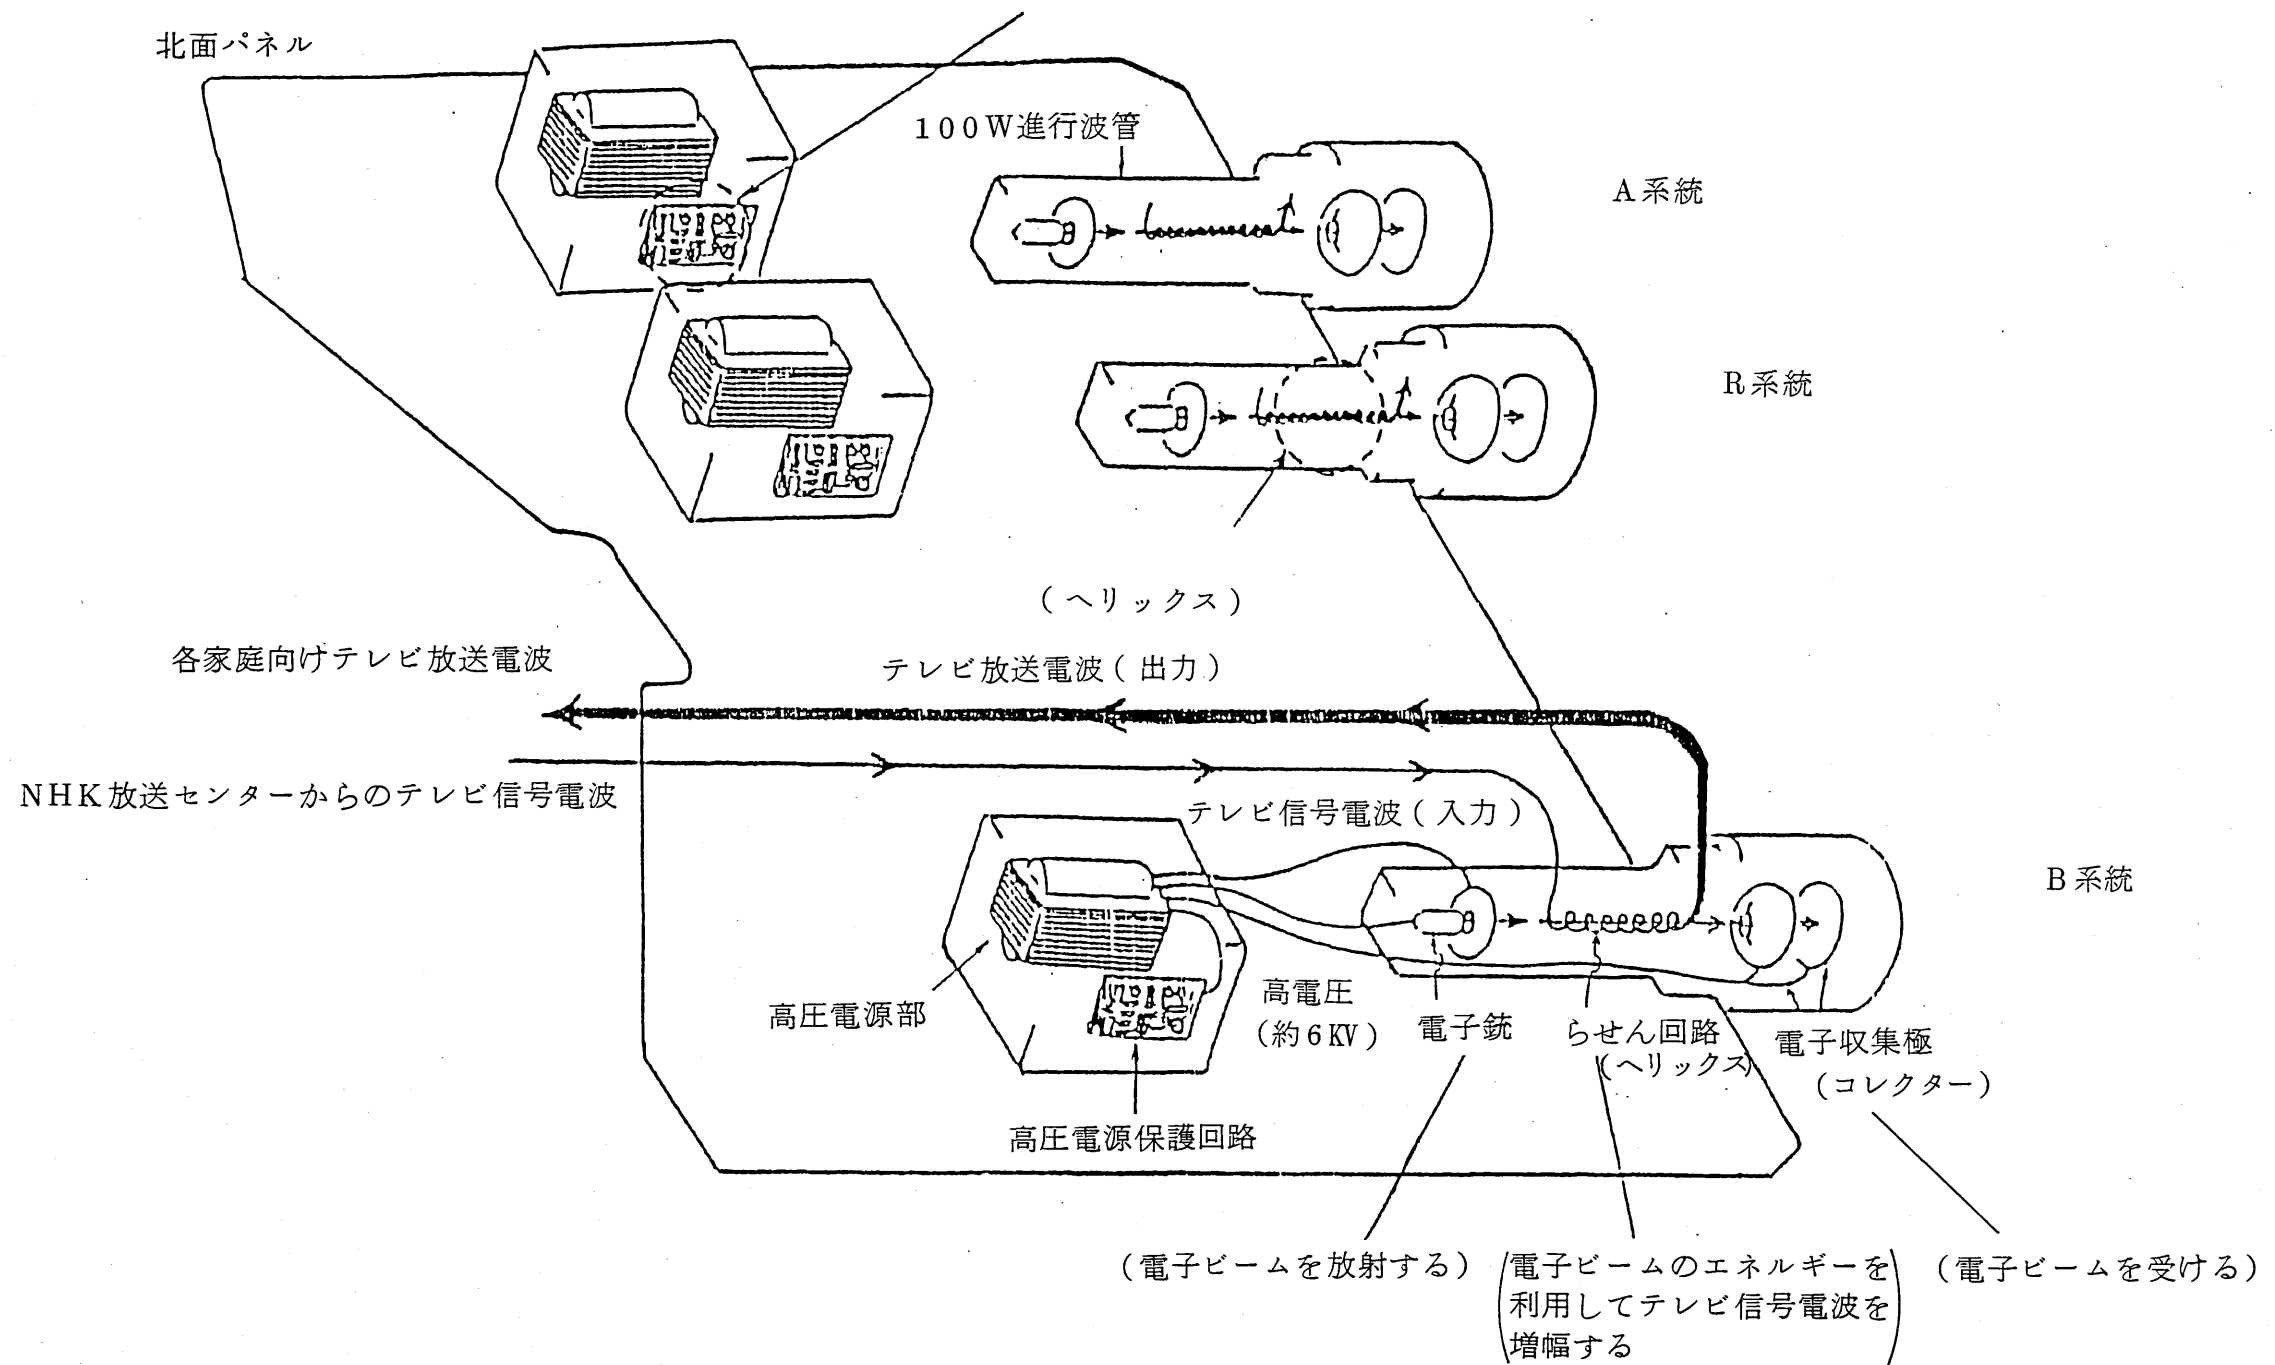 北面パネル
100W進行波管
A系統
R系統
(ヘリックス)
各家庭向けテレビ放送電波
テレビ放送電波(出力)
NHK放送センターからのテレビ信号電波
テレビ信号電波(入力)
B系統
高圧電源部
高電圧
(約6KV)
電子銃
らせん回路
(ヘリックス)
電子収集極
(コレクター)
高圧電源保護回路
(電子ビームを放射する)
(電子ビームのエネルギーを
利用してテレビ信号電波を
増幅する)
(電子ビームを受ける)